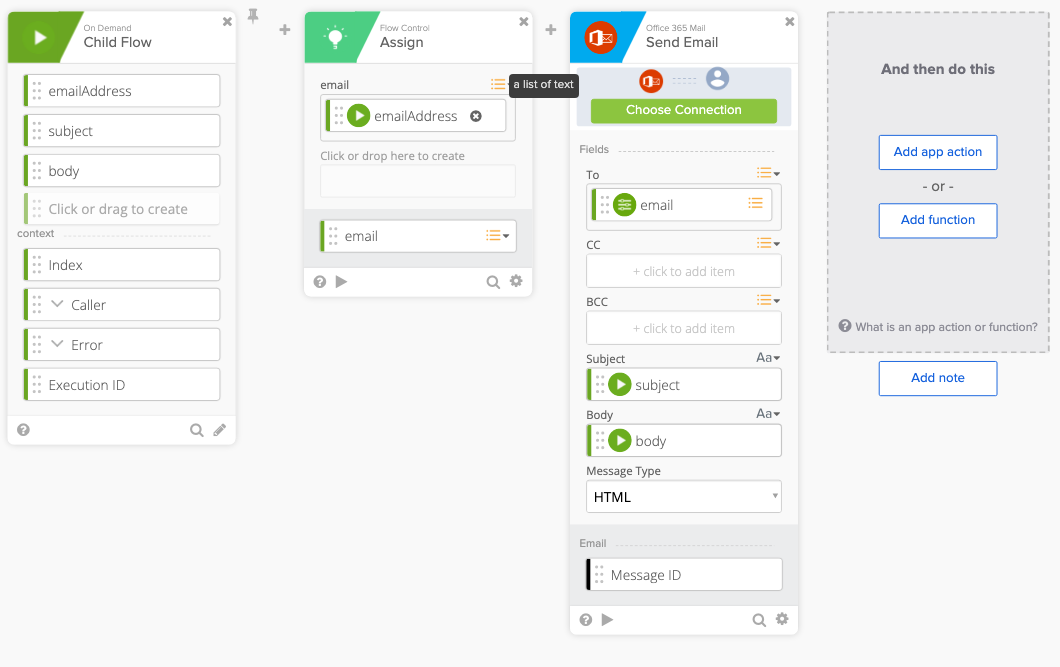 On Demand
Child Flow
emailAddress
subject
body
Click or drag to create
context
Index
Caller
Error
Execution ID
Flow Control
Assign
email
a list of text
emailAddress
Click or drop here to create
email
Office 365 Mail
Send Email
Choose Connection
Fields
To
email
CC
+ click to add item
BCC
+ click to add item
Subject
Aa
subject
Body
Aa
body
Message Type
HTML
Email
Message ID
And then do this
Add app action
- or -
Add function
What is an app action or function?
Add note